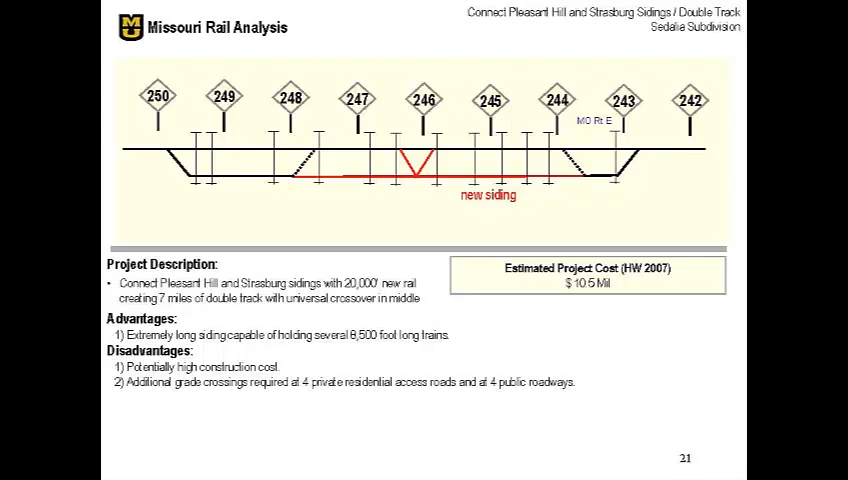 Connect Pleasant Hill and Strasburg Sidings / Double Track
Sedalia Subdivision
MU Missouri Rail Analysis
250 249 248 247 246 245 244 243 242
MO Rt E
new siding
Project Description:
• Connect Pleasant Hill and Strasburg sidings with 20,000' new rail
creating 7 miles of double track with universal crossover in middle
Estimated Project Cost (HW 2007)
$ 10.5 Mil
Advantages:
1) Extremely long siding capable of holding several 8,500 foot long trains.
Disadvantages:
1) Potentially high construction cost.
2) Additional grade crossings required at 4 private residential access roads and at 4 public roadways.
21